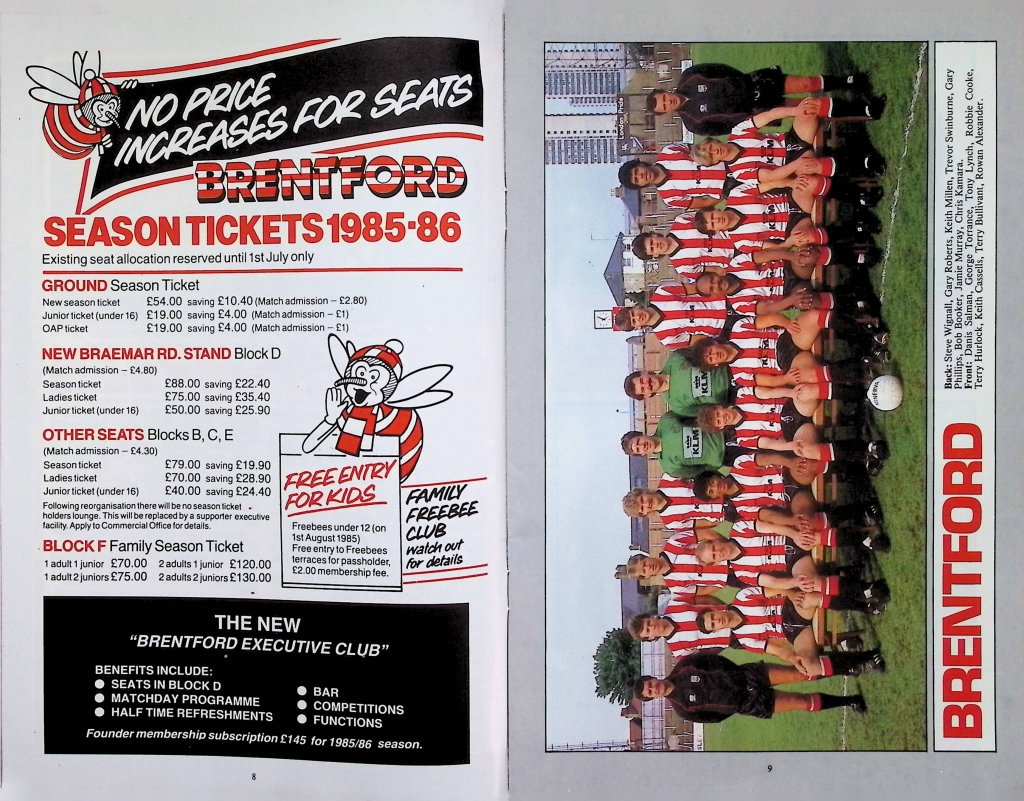 NO PRICE
INCREASES FOR SEATS
BRENTFORD
SEASON TICKETS 1985·86
Existing seat allocation reserved until 1st July only
GROUND Season Ticket
New season ticket £54.00 saving £10.40 (Match admission – £2.80)
Junior ticket (under 16) £19.00 saving £4.00 (Match admission – £1)
OAP ticket £19.00 saving £4.00 (Match admission – £1)
NEW BRAEMAR RD. STAND Block D
(Match admission – £4.80)
Season ticket £88.00 saving £22.40
Ladies ticket £75.00 saving £35.40
Junior ticket (under 16) £50.00 saving £25.90
OTHER SEATS Blocks B, C, E
(Match admission – £4.30)
Season ticket £79.00 saving £19.90
Ladies ticket £70.00 saving £28.90
Junior ticket (under 16) £40.00 saving £24.40
Following reorganisation there will be no season ticket
holders lounge. This will be replaced by a supporter executive
facility. Apply to Commercial Office for details.
BLOCK F Family Season Ticket
1 adult 1 junior £70.00 2 adults 1 junior £120.00
1 adult 2 juniors £75.00 2 adults 2 juniors £130.00
FREE ENTRY
FOR KIDS
Freebees under 12 (on
1st August 1985)
Free entry to Freebees
terraces for passholder,
£2.00 membership fee.
FAMILY
FREEBEE
CLUB
watch out
for details
THE NEW
"BRENTFORD EXECUTIVE CLUB"
BENEFITS INCLUDE:
● SEATS IN BLOCK D
● MATCHDAY PROGRAMME
● HALF TIME REFRESHMENTS
● BAR
● COMPETITIONS
● FUNCTIONS
Founder membership subscription £145 for 1985/86 season.
8
London Pride
KLM
KLM
MINERVA
BRENTFORD
Back: Steve Wignall, Gary Roberts, Keith Millen, Trevor Swinburne, Gary
Phillips, Bob Booker, Jamie Murray, Chris Kamara.
Front: Danis Salman, George Torrance, Tony Lynch, Robbie Cooke,
Terry Hurlock, Keith Cassells, Terry Bullivant, Rowan Alexander.
9